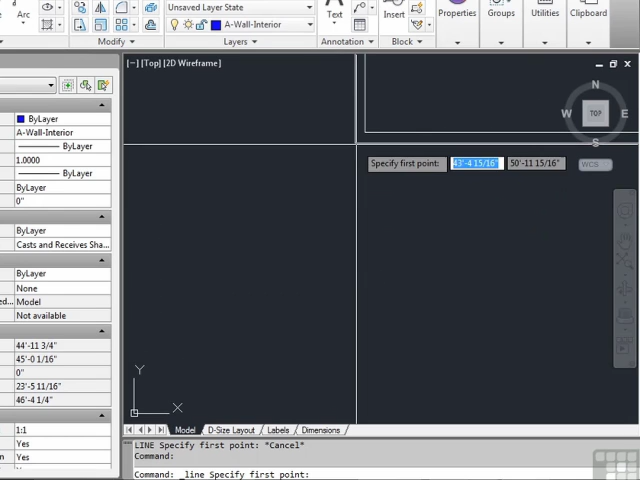 Arc
Modify
Unsaved Layer State
A-Wall-Interior
Layers
Text
Annotation
Insert
Block
Properties
Groups
Utilities
Clipboard
[−] [Top] [2D Wireframe]
N
W
TOP
E
S
WCS
Specify first point:
43'-4 15/16"
50'-11 15/16"
ByLayer
A-Wall-Interior
ByLayer
1.0000
ByLayer
ByLayer
0"
ByLayer
Casts and Receives Sha...
ByLayer
None
ed...
Model
Not available
44'-11 3/4"
45'-0 1/16"
0"
23'-5 11/16"
46'-4 1/4"
1:1
Yes
n
Yes
Yes
Y
X
Model
D-Size Layout
Labels
Dimensions
LINE Specify first point: *Cancel*
Command:
Command: _line Specify first point: